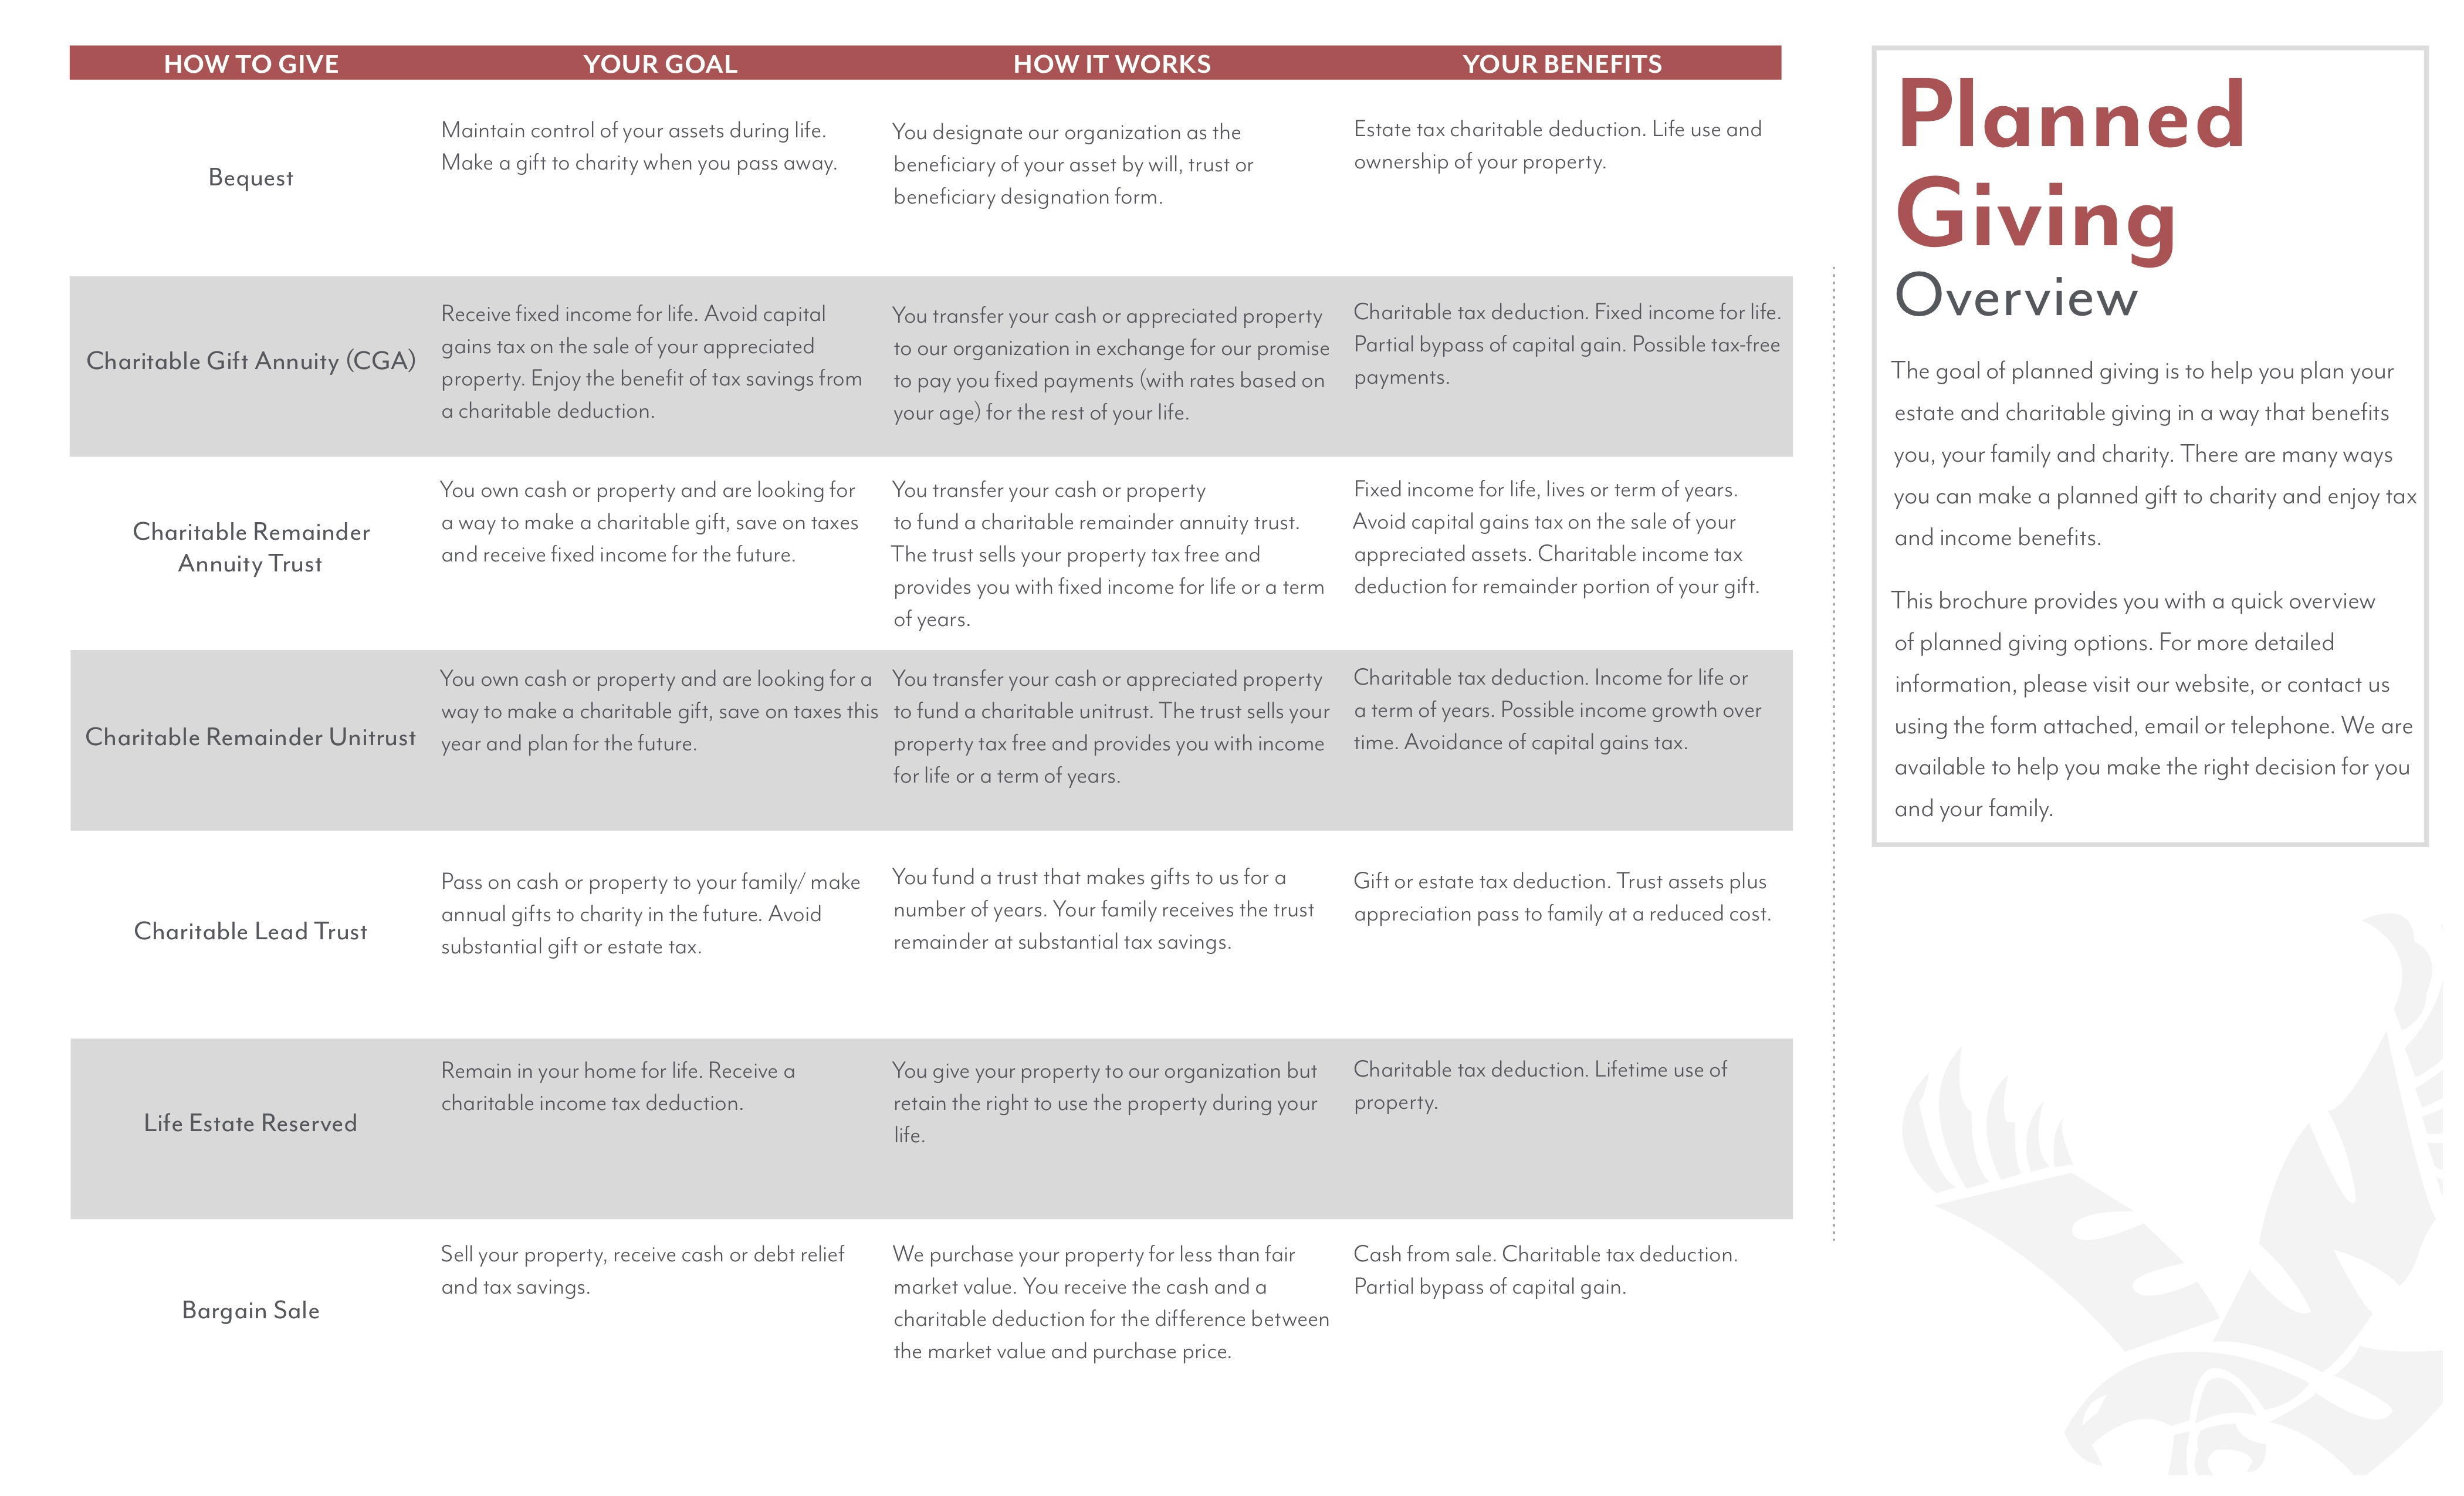 HOW TO GIVE YOUR GOAL HOW IT WORKS YOUR BENEFITS
Bequest
Maintain control of your assets during life.
Make a gift to charity when you pass away.
You designate our organization as the
beneficiary of your asset by will, trust or
beneficiary designation form.
Estate tax charitable deduction. Life use and
ownership of your property.
Charitable Gift Annuity (CGA)
Receive fixed income for life. Avoid capital
gains tax on the sale of your appreciated
property. Enjoy the benefit of tax savings from
a charitable deduction.
You transfer your cash or appreciated property
to our organization in exchange for our promise
to pay you fixed payments (with rates based on
your age) for the rest of your life.
Charitable tax deduction. Fixed income for life.
Partial bypass of capital gain. Possible tax-free
payments.
Charitable Remainder
Annuity Trust
You own cash or property and are looking for
a way to make a charitable gift, save on taxes
and receive fixed income for the future.
You transfer your cash or property
to fund a charitable remainder annuity trust.
The trust sells your property tax free and
provides you with fixed income for life or a term
of years.
Fixed income for life, lives or term of years.
Avoid capital gains tax on the sale of your
appreciated assets. Charitable income tax
deduction for remainder portion of your gift.
Charitable Remainder Unitrust
You own cash or property and are looking for a
way to make a charitable gift, save on taxes this
year and plan for the future.
You transfer your cash or appreciated property
to fund a charitable unitrust. The trust sells your
property tax free and provides you with income
for life or a term of years.
Charitable tax deduction. Income for life or
a term of years. Possible income growth over
time. Avoidance of capital gains tax.
Charitable Lead Trust
Pass on cash or property to your family/ make
annual gifts to charity in the future. Avoid
substantial gift or estate tax.
You fund a trust that makes gifts to us for a
number of years. Your family receives the trust
remainder at substantial tax savings.
Gift or estate tax deduction. Trust assets plus
appreciation pass to family at a reduced cost.
Life Estate Reserved
Remain in your home for life. Receive a
charitable income tax deduction.
You give your property to our organization but
retain the right to use the property during your
life.
Charitable tax deduction. Lifetime use of
property.
Bargain Sale
Sell your property, receive cash or debt relief
and tax savings.
We purchase your property for less than fair
market value. You receive the cash and a
charitable deduction for the difference between
the market value and purchase price.
Cash from sale. Charitable tax deduction.
Partial bypass of capital gain.
Planned
Giving
Overview
The goal of planned giving is to help you plan your
estate and charitable giving in a way that benefits
you, your family and charity. There are many ways
you can make a planned gift to charity and enjoy tax
and income benefits.
This brochure provides you with a quick overview
of planned giving options. For more detailed
information, please visit our website, or contact us
using the form attached, email or telephone. We are
available to help you make the right decision for you
and your family.